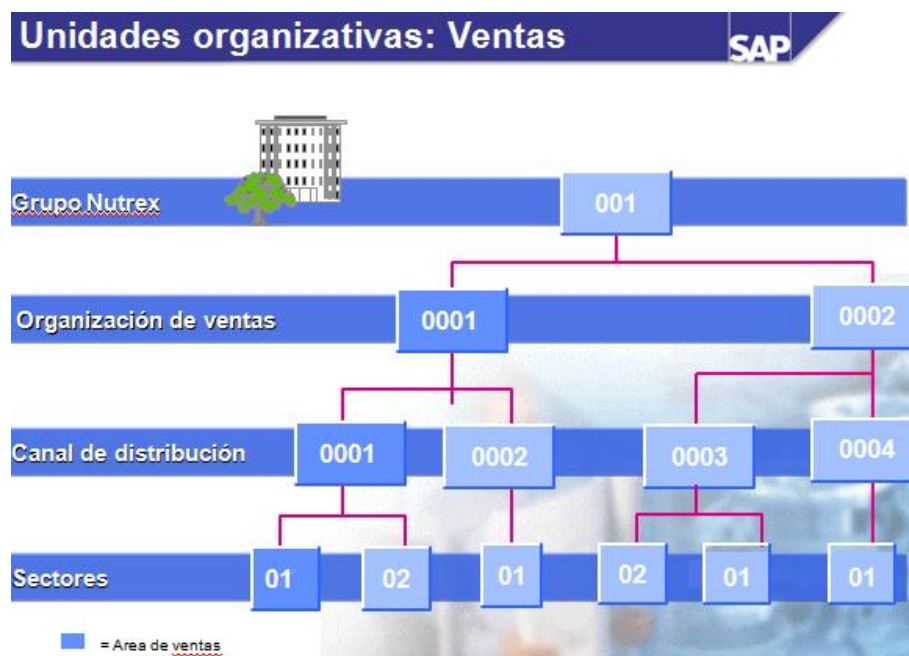 Unidades organizativas: Ventas
SAP
Grupo Nutrex
001
Organización de ventas
0001
0002
Canal de distribución
0001
0002
0003
0004
Sectores
01
02
01
02
01
01
= Area de ventas